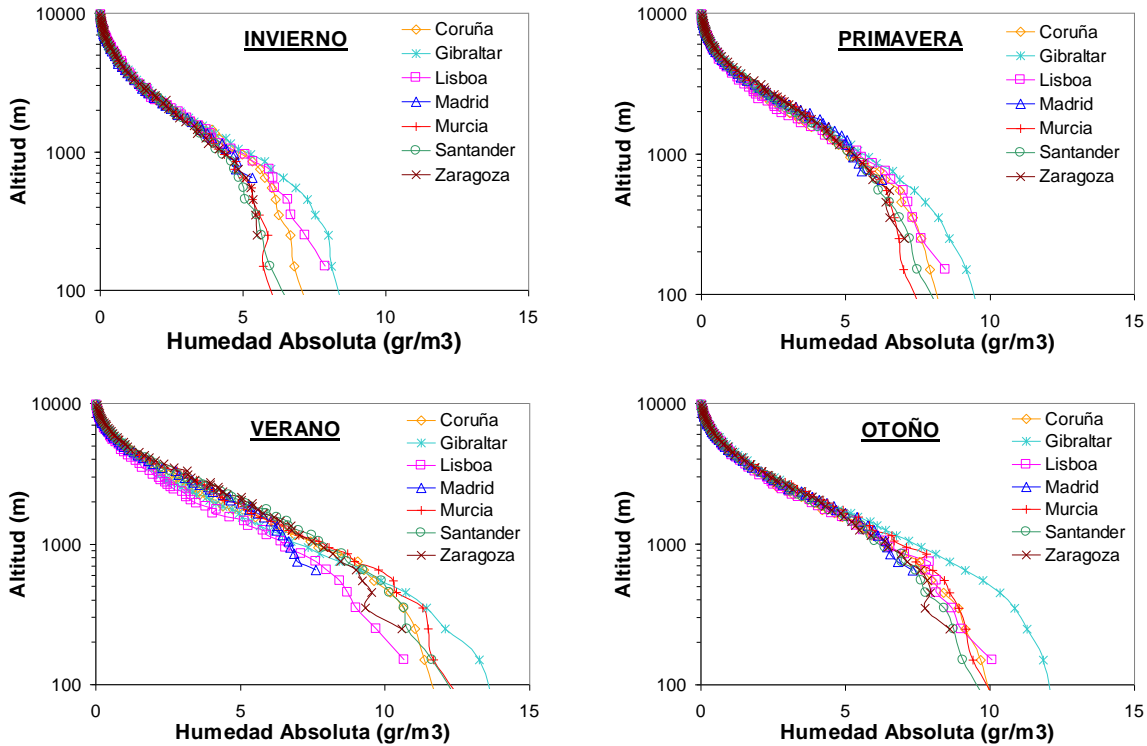 INVIERNO
Altitud (m)
10000
1000
100
0 5 10 15
Humedad Absoluta (gr/m3)
Coruña
Gibraltar
Lisboa
Madrid
Murcia
Santander
Zaragoza
PRIMAVERA
Altitud (m)
10000
1000
100
0 5 10 15
Humedad Absoluta (gr/m3)
Coruña
Gibraltar
Lisboa
Madrid
Murcia
Santander
Zaragoza
VERANO
Altitud (m)
10000
1000
100
0 5 10 15
Humedad Absoluta (gr/m3)
Coruña
Gibraltar
Lisboa
Madrid
Murcia
Santander
Zaragoza
OTOÑO
Altitud (m)
10000
1000
100
0 5 10 15
Humedad Absoluta (gr/m3)
Coruña
Gibraltar
Lisboa
Madrid
Murcia
Santander
Zaragoza